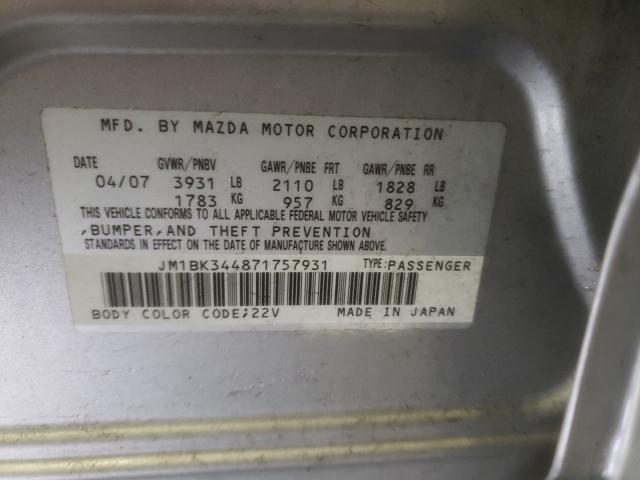 MFD. BY MAZDA MOTOR CORPORATION
DATE GVWR/PNBV GAWR/PNBE FRT GAWR/PNBE RR
04/07 3931 LB 2110 LB 1828 LB
1783 KG 957 KG 829 KG
THIS VEHICLE CONFORMS TO ALL APPLICABLE FEDERAL MOTOR VEHICLE SAFETY
,BUMPER,AND THEFT PREVENTION
STANDARDS IN EFFECT ON THE DATE OF MANUFACTURE SHOWN ABOVE.
JM1BK344871757931 TYPE:PASSENGER
BODY COLOR CODE;22V MADE IN JAPAN